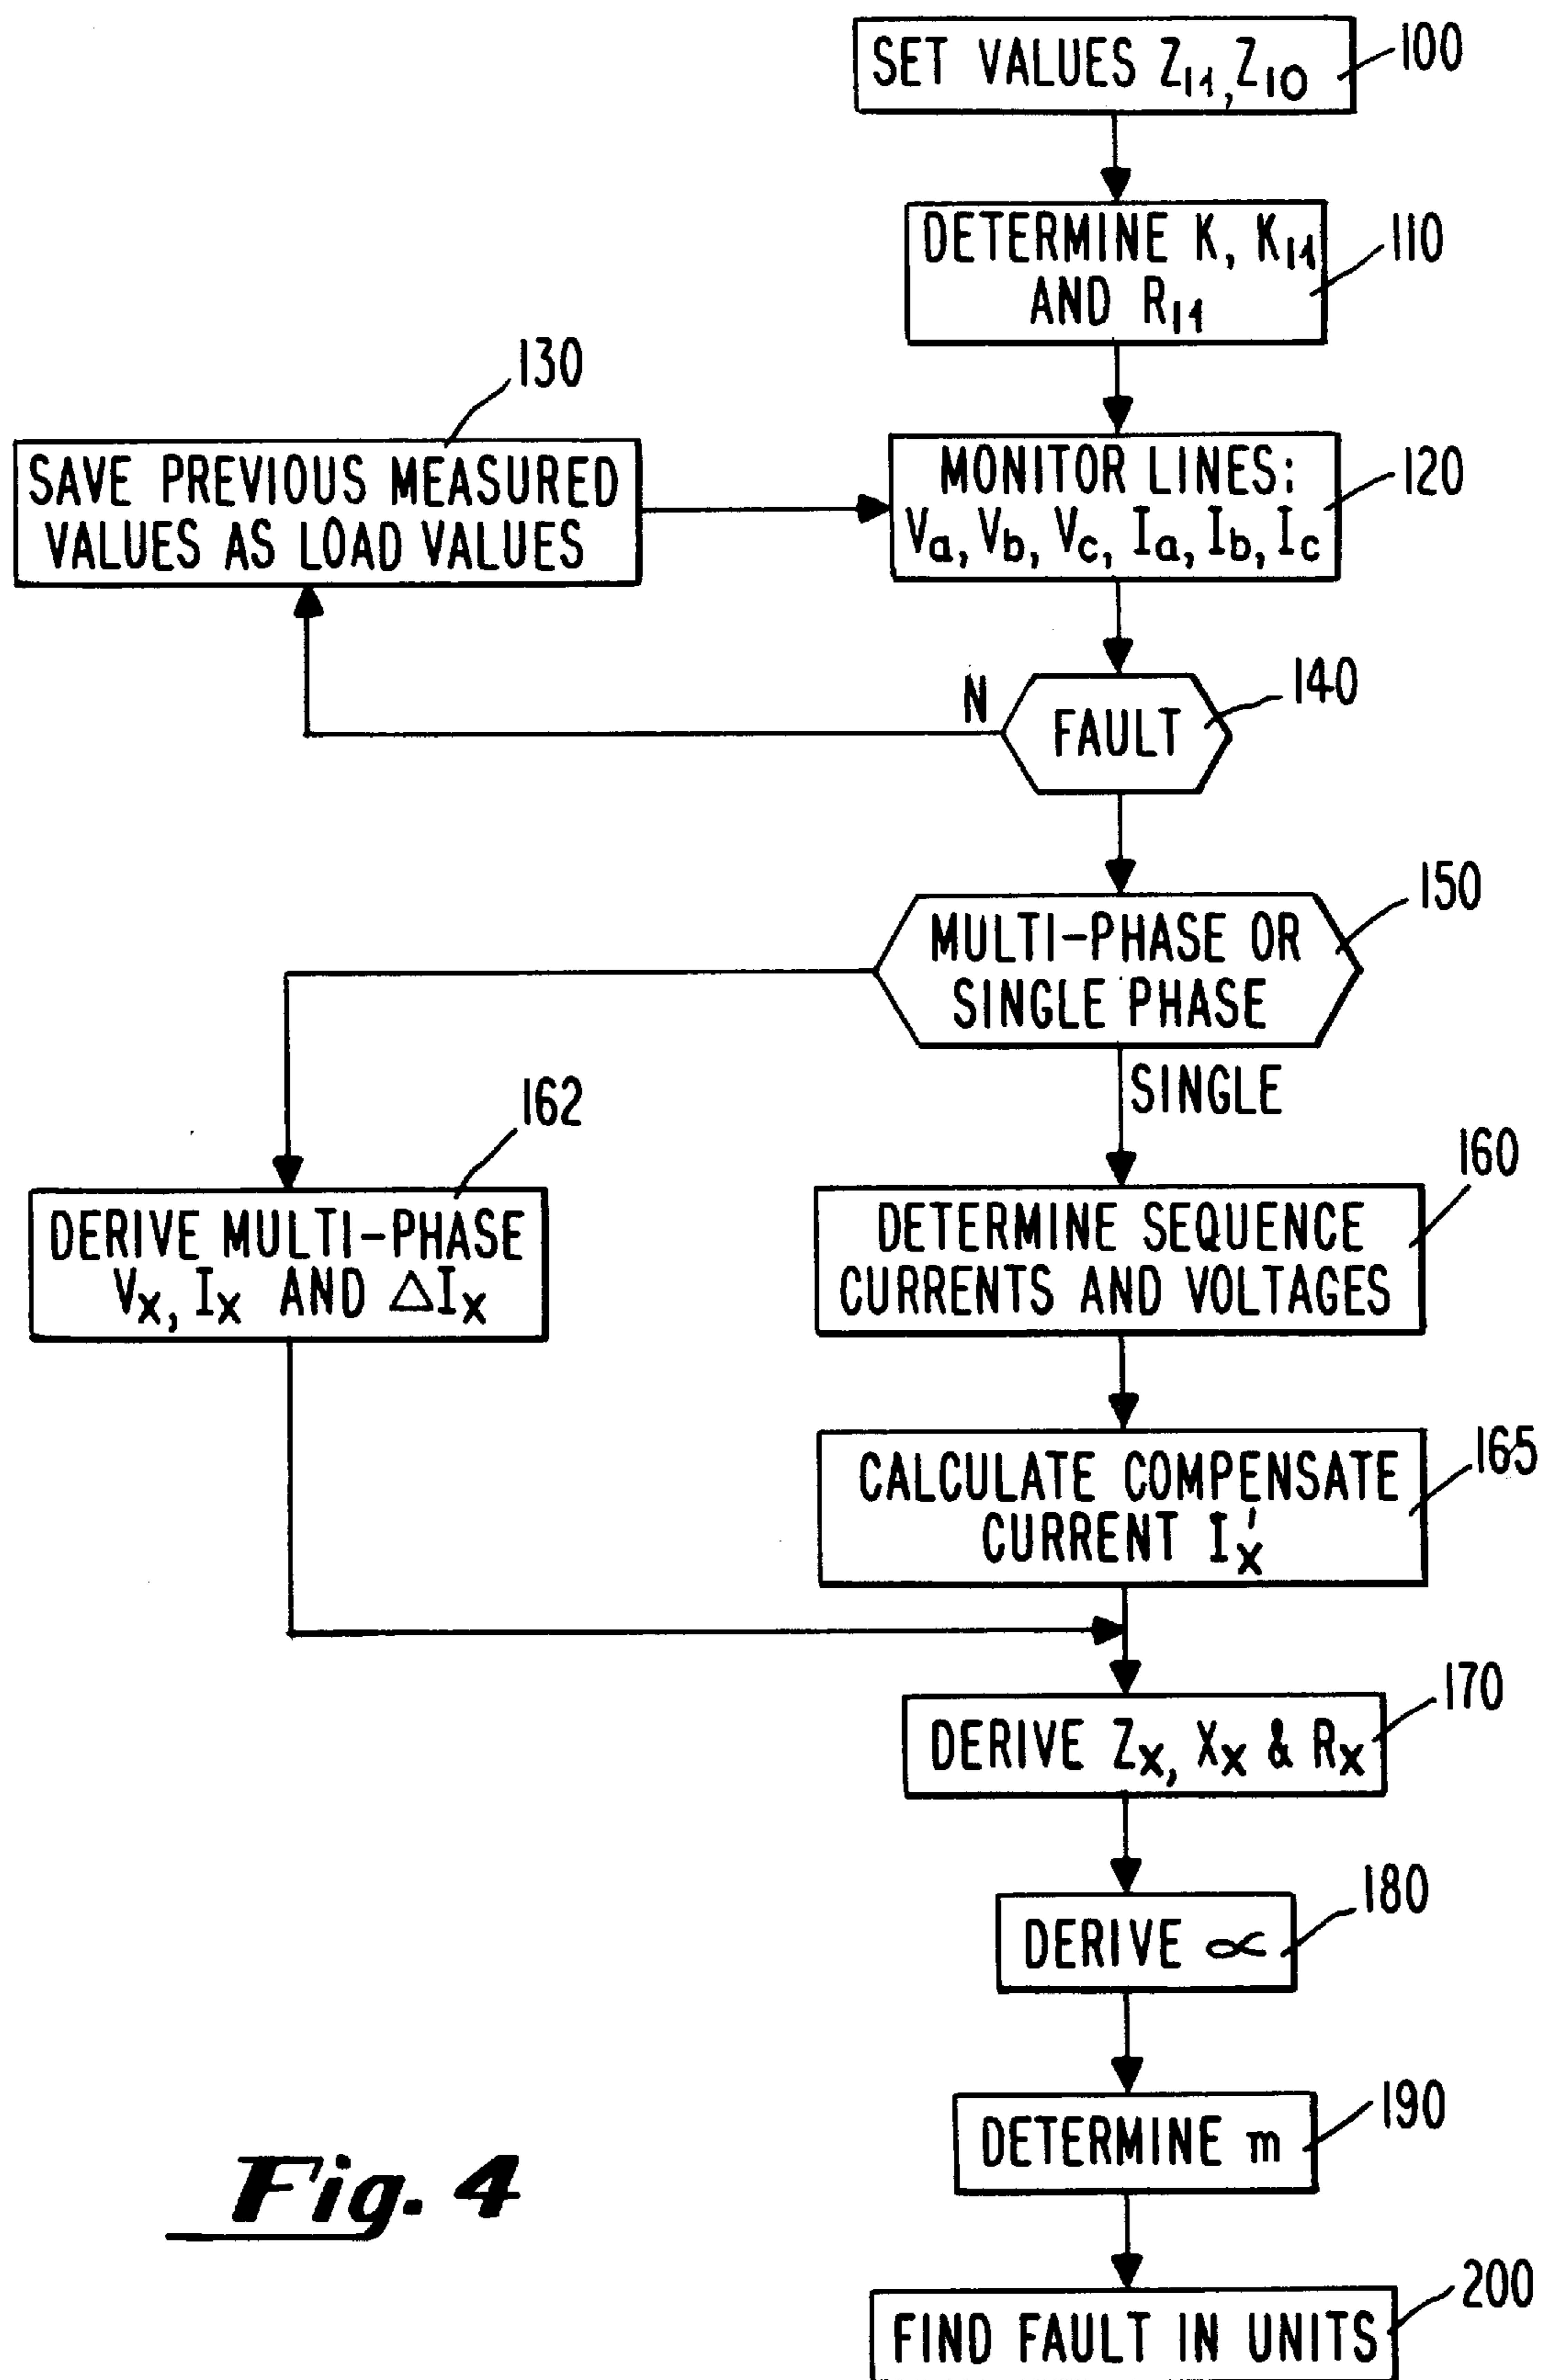 SET VALUES Z11, Z10
100
DETERMINE K, K11
AND R11
110
130
SAVE PREVIOUS MEASURED
VALUES AS LOAD VALUES
MONITOR LINES:
Va, Vb, Vc, Ia, Ib, Ic
120
N
FAULT
140
MULTI-PHASE OR
SINGLE PHASE
150
SINGLE
162
DERIVE MULTI-PHASE
Vx, Ix AND ΔIx
DETERMINE SEQUENCE
CURRENTS AND VOLTAGES
160
CALCULATE COMPENSATE
CURRENT I'x
165
DERIVE Zx, Xx & Rx
170
DERIVE ∝
180
DETERMINE m
190
FIND FAULT IN UNITS
200
Fig. 4